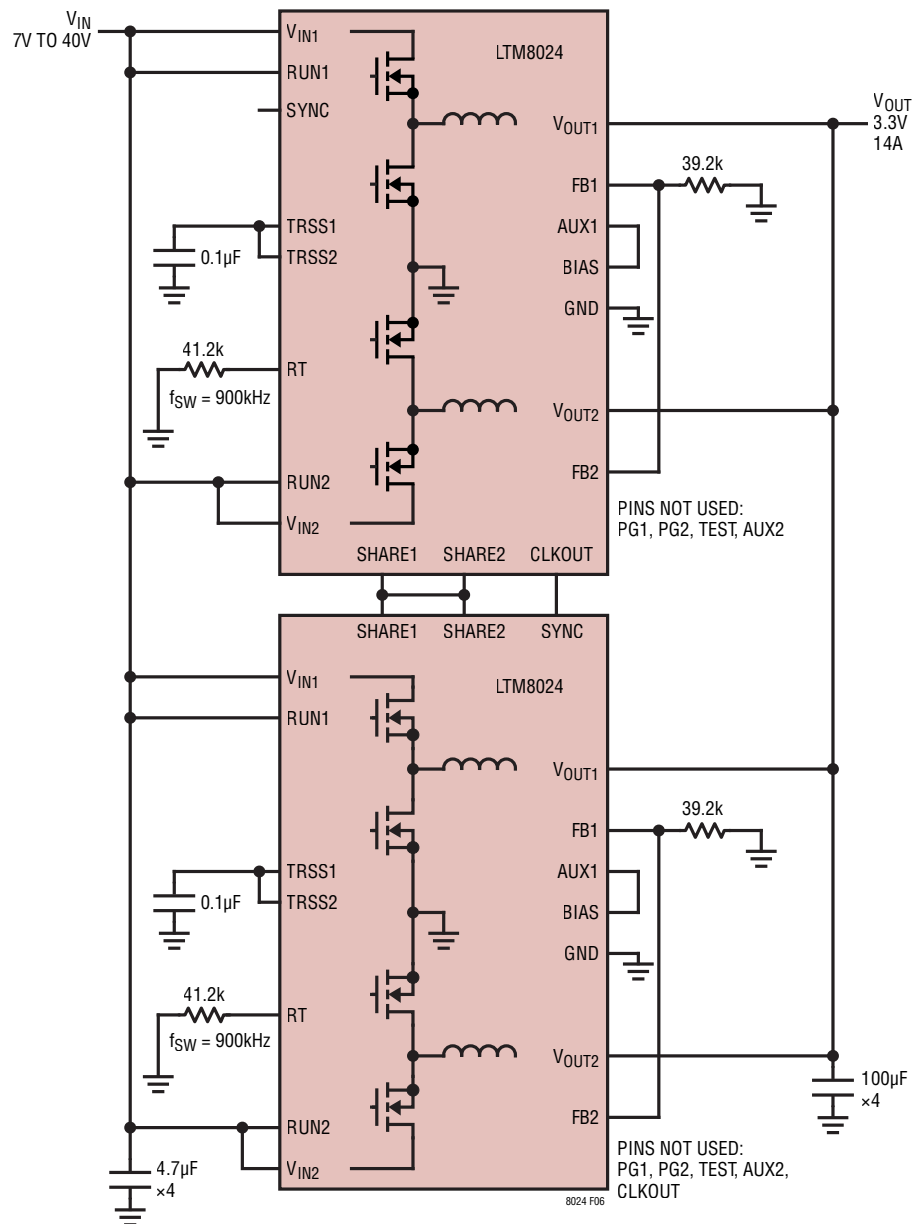 VIN
7V TO 40V
VIN1
RUN1
SYNC
TRSS1
TRSS2
0.1µF
41.2k
RT
fSW = 900kHz
RUN2
VIN2
LTM8024
VOUT1
FB1
AUX1
BIAS
GND
VOUT2
FB2
VOUT
3.3V
14A
39.2k
PINS NOT USED:
PG1, PG2, TEST, AUX2
SHARE1 SHARE2 CLKOUT
SHARE1 SHARE2 SYNC
VIN1
RUN1
TRSS1
TRSS2
0.1µF
41.2k
RT
fSW = 900kHz
RUN2
VIN2
4.7µF
×4
LTM8024
VOUT1
FB1
AUX1
BIAS
GND
VOUT2
FB2
39.2k
100µF
×4
PINS NOT USED:
PG1, PG2, TEST, AUX2,
CLKOUT
8024 F06